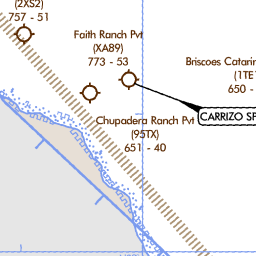 (2XS2)
757 - 51
Faith Ranch Pvt
(XA89)
773 - 53
Briscoes Catarin
(1TE
650 -
CARRIZO SP
Chupadera Ranch Pvt
(95TX)
651 - 40